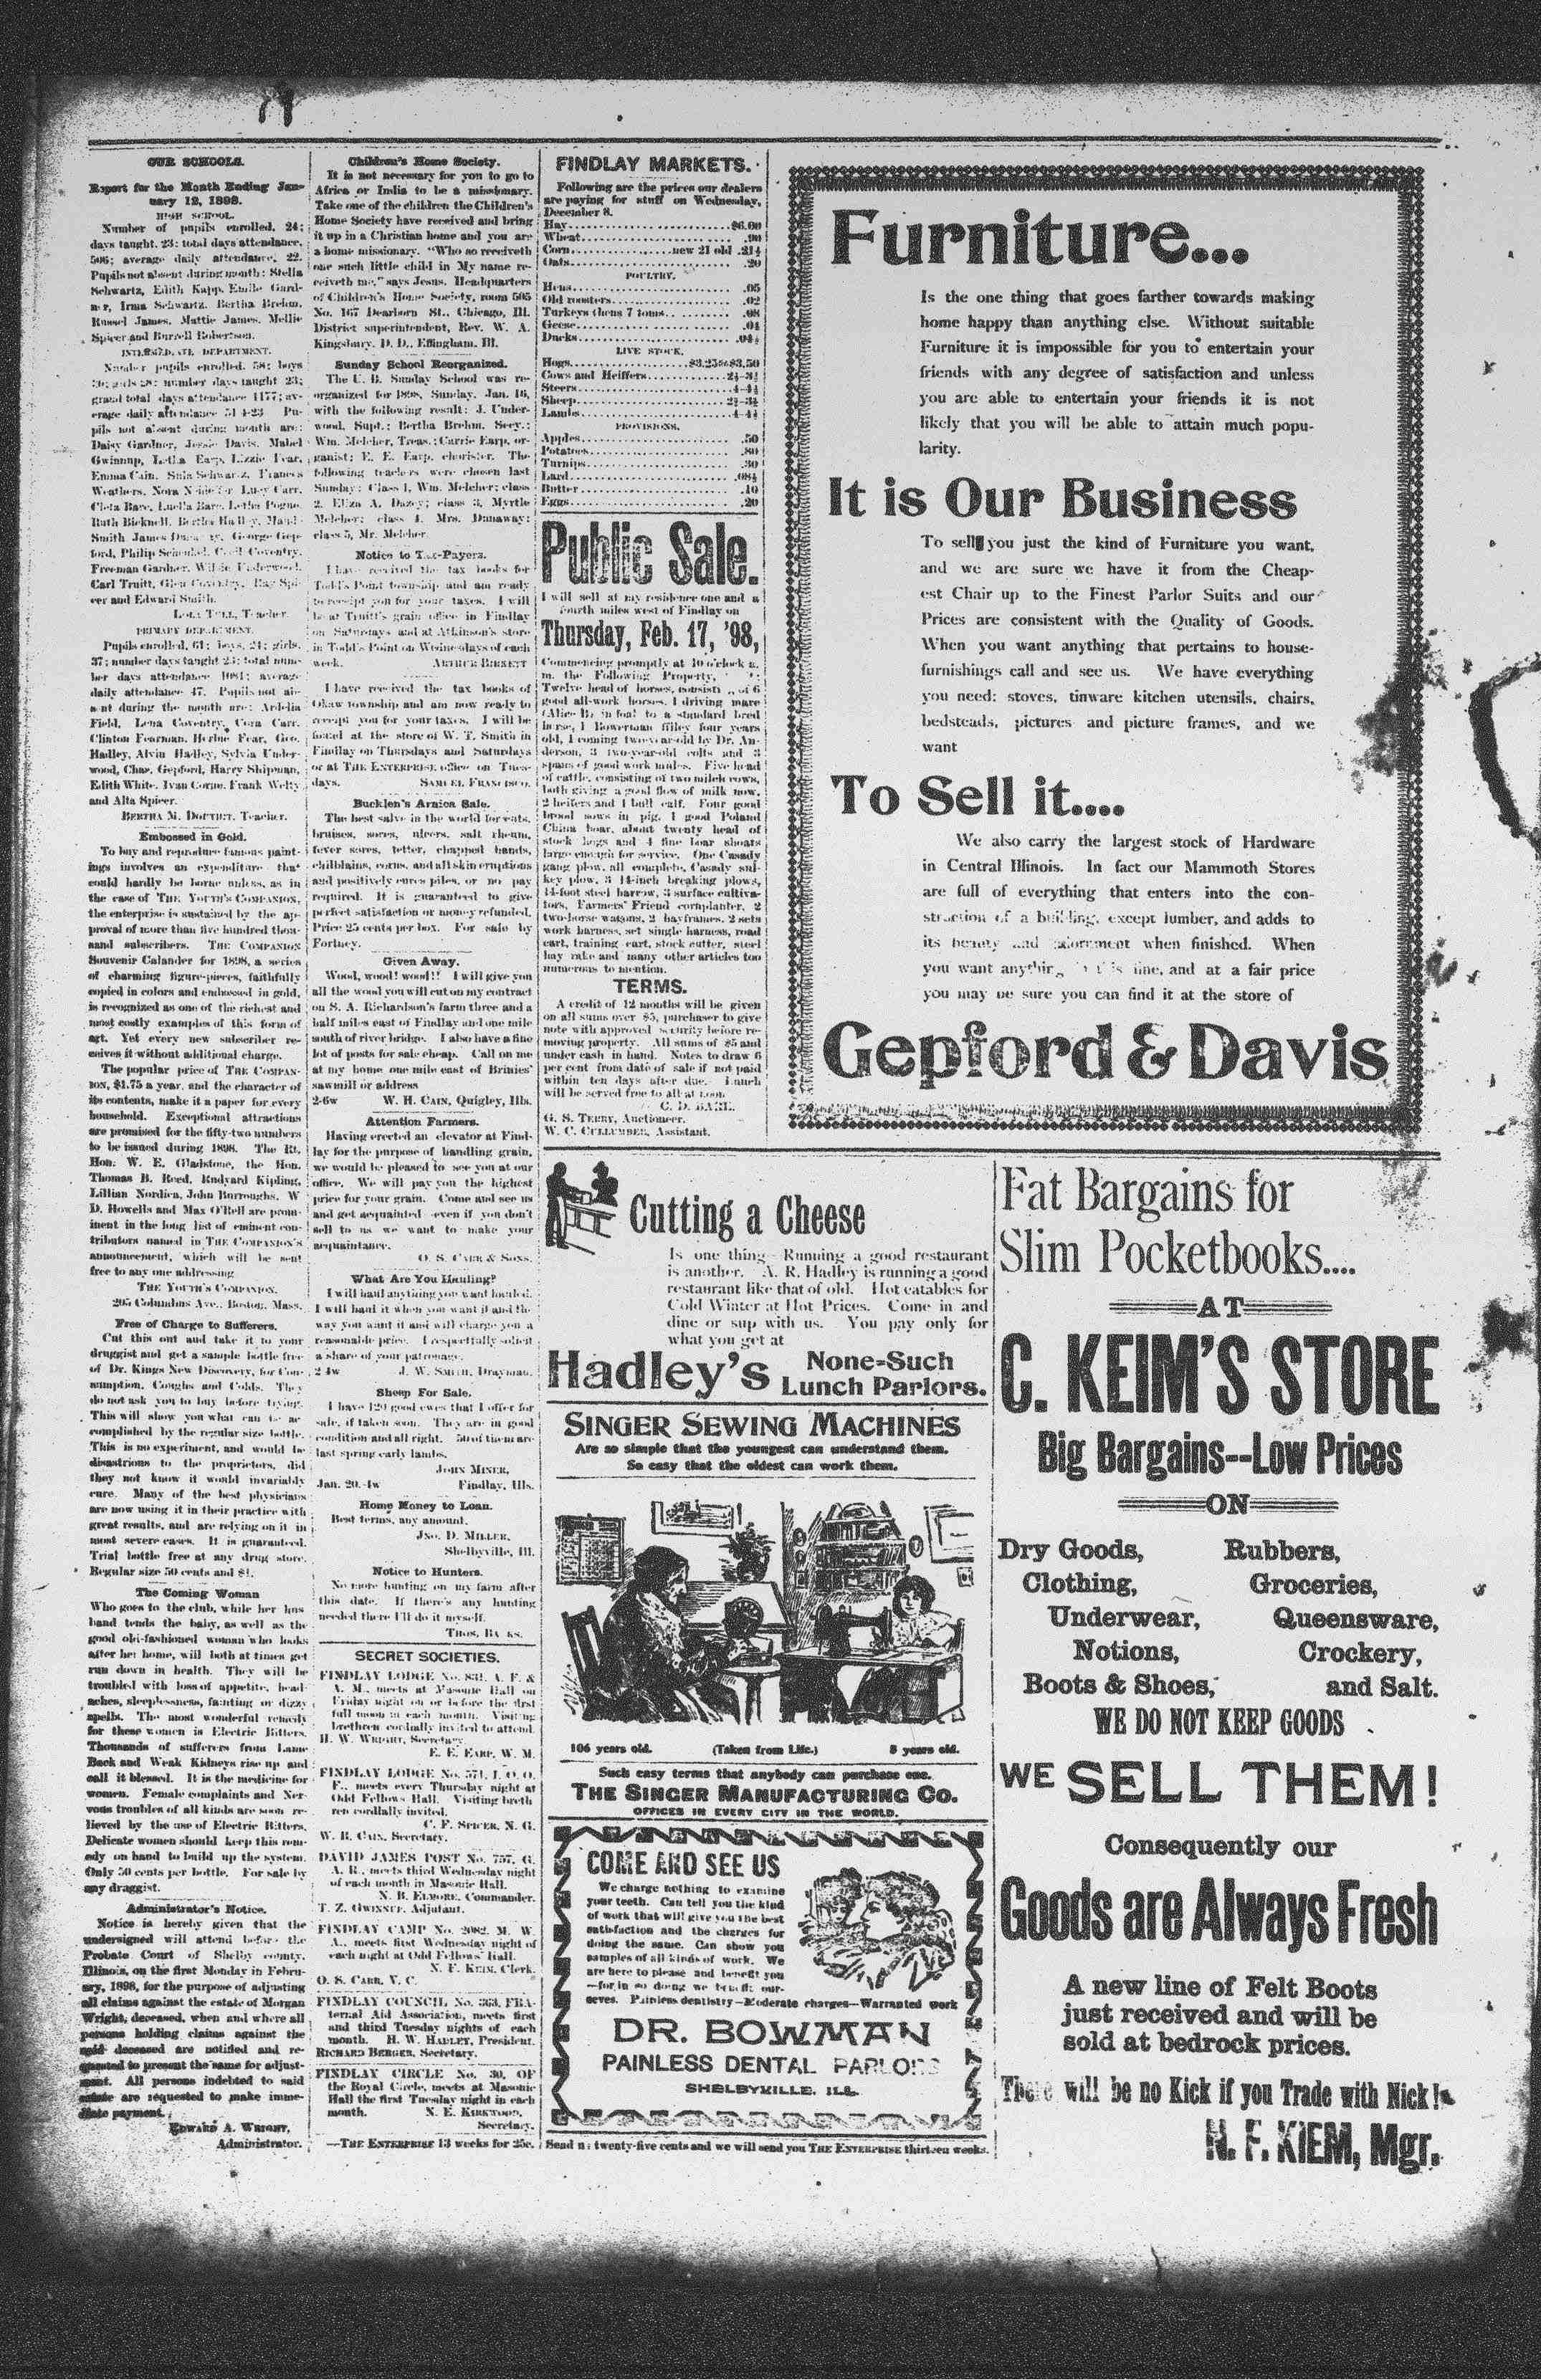 OUR SCHOOLS.
Report for the Month Ending Jan-
uary 12, 1898.
HIGH SCHOOL.
Number of pupils enrolled, 24;
days taught, 23; total days attendance,
506; average daily attendance, 22.
Pupils not absent during month: Stella
Schwartz, Edith Kapp, Emile Gard-
ner, Irma Schwartz, Bertha Brehm,
Russel James, Mattie James, Mellie
Spicer and Burrell Robertson.
INTERMEDIATE DEPARTMENT.
Number pupils enrolled, 58; boys
30; girls 28; number days taught 23;
grand total days attendance 1177; av-
erage daily attendance 51 4-23 Pu-
pils not absent during month are:
Daisy Gardner, Jessie Davis, Mabel
Gwinnup, Letha Earp, Lizzie Fear,
Emma Cain, Sula Schwartz, Frances
Weathers, Nora Lucy Carr,
Cleta Bare, Luella Bare, Letha Pogue,
Ruth Bicknell, Bertha Hadley, Maud
Smith James George Gep-
ford, Philip Coventry,
Freeman Gardner, Underwood,
Carl Truitt, Glen Coventry, Ray Spi-
cer and Edward Smith.
LOLA TULL, Teacher.
PRIMARY DEPARTMENT.
Pupils enrolled, 61; boys, 24; girls,
37; number days taught 23; total num-
ber days attendance 1081; average
daily attendance 47. Pupils not ab-
sent during the month are: Ardelia
Field, Lena Coventry, Cora Carr,
Clinton Fearman, Herbie Fear, Geo.
Hadley, Alvin Hadley, Sylvia Under-
wood, Chas. Gepford, Harry Shipman,
Edith White, Ivan Corne, Frank Welty
and Alta Spicer.
BERTHA M. DOUTHIT, Teacher.
Embossed in Gold.
To buy and reproduce famous paint-
ings involves an expenditure that
could hardly be borne unless, as in
the case of THE YOUTH'S COMPANION,
the enterprise is sustained by the ap-
proval of more than five hundred thou-
sand subscribers. THE COMPANION
Souvenir Calander for 1898, a series
of charming figure-pieces, faithfully
copied in colors and embossed in gold,
is recognized as one of the richest and
most costly examples of this form of
art. Yet every new subscriber re-
ceives it without additional charge.
The popular price of THE COMPAN-
ION, $1.75 a year, and the character of
its contents, make it a paper for every
household. Exceptional attractions
are promised for the fifty-two numbers
to be issued during 1898. The Rt.
Hon. W. E. Gladstone, the Hon.
Thomas B. Reed, Rudyard Kipling,
Lillian Nordica, John Burroughs, W
D. Howells and Max O'Rell are prom-
inent in the long list of eminent con-
tributors named in THE COMPANION'S
announcement, which will be sent
free to any one addressing
THE YOUTH'S COMPANION,
205 Columbus Ave., Boston, Mass.
Free of Charge to Sufferers.
Cut this out and take it to your
druggist and get a sample bottle free
of Dr. Kings New Discovery, for Con-
sumption, Coughs and Colds. They
do not ask you to buy before trying.
This will show you what can be ac-
complished by the regular size bottle.
This is no experiment, and would be
disastrious to the proprietors, did
they not know it would invariably
cure. Many of the best physicians
are now using it in their practice with
great results, and are relying on it in
most severe cases. It is guaranteed.
Trial bottle free at any drug store.
Regular size 50 cents and $1.
The Coming Woman
Who goes to the club, while her hus
band tends the baby, as well as the
good old-fashioned woman who looks
after her home, will both at times get
run down in health. They will be
troubled with loss of appetite, head
aches, sleeplessness, fainting or dizzy
spells. The most wonderful remedy
for these women is Electric Bitters.
Thousands of sufferers from Lame
Back and Weak Kidneys rise up and
call it blessed. It is the medicine for
women. Female complaints and Ner-
vous troubles of all kinds are soon re-
lieved by the use of Electric Bitters.
Delicate women should keep this rem-
edy on hand to build up the system.
Only 50 cents per bottle. For sale by
any druggist.
Administrator's Notice.
Notice is hereby given that the
undersigned will attend before the
Probate Court of Shelby county,
Illinois, on the first Monday in Febru-
ary, 1898, for the purpose of adjusting
all claims against the estate of Morgan
Wright, deceased, when and where all
persons holding claims against the
said deceased are notified and re-
quested to present the same for adjust-
ment. All persons indebted to said
estate are requested to make imme-
diate payment.
EDWARD A. WRIGHT,
Administrator.
Children's Home Society.
It is not necessary for you to go to
Africa or India to be a missionary.
Take one of the children the Children's
Home Society have received and bring
it up in a Christian home and you are
a home missionary. "Who so receiveth
one such little child in My name re-
ceiveth me," says Jesus. Headquarters
of Children's Home Society, room 505
No. 167 Dearborn St., Chicago, Ill.
District superintendent, Rev. W. A.
Kingsbury, D. D., Effingham, Ill.
Sunday School Reorganized.
The U. B. Sunday School was re-
organized for 1898, Sunday, Jan. 16,
with the following result: J. Under-
wood, Supt.; Bertha Brehm, Secy.;
Wm. Melcher, Treas.; Carrie Earp, or-
ganist; E. E. Earp, chorister. The
following teachers were chosen last
Sunday: Class 1, Wm. Melcher; class
2, Eliza A. Dazey; class 3, Myrtle
Melcher; class 4, Mrs. Dunaway;
class 5, Mr. Melcher.
Notice to Tax-Payers.
I have received the tax books for
Todd's Point township and am ready
to receipt you for your taxes. I will
be at Truitt's grain office in Findlay
on Saturdays and at Atkinson's store
in Todd's Point on Wednesdays of each
week. ARTHUR BIRKETT
I have received the tax books of
Okaw township and am now ready to
receipt you for your taxes. I will be
found at the store of W. T. Smith in
Findlay on Thursdays and Saturdays
or at THE ENTERPRISE office on Tues-
days. SAMUEL FRANCISCO.
Bucklen's Arnica Salve.
The best salve in the world for cuts,
bruises, sores, ulcers, salt rheum,
fever sores, tetter, chapped hands,
chilblains, corns, and all skin eruptions
and positively cures piles, or no pay
required. It is guaranteed to give
perfect satisfaction or money refunded.
Price 25 cents per box. For sale by
Fortney.
Given Away.
Wood, wood! wood!! I will give you
all the wood you will cut on my contract
on S. A. Richardson's farm three and a
half miles east of Findlay and one mile
south of river bridge. I also have a fine
lot of posts for sale cheap. Call on me
at my home one mile east of Brinies'
sawmill or address
2-6w W. H. CAIN, Quigley, Ills.
Attention Farmers.
Having erected an elevator at Find-
lay for the purpose of handling grain,
we would be pleased to see you at our
office. We will pay you the highest
price for your grain. Come and see us
and get acquainted even if you don't
sell to us we want to make your
acquaintance.
O. S. CARR & SONS.
What Are You Hauling?
I will haul anything you want hauled.
I will haul it when you want it and the
way you want it and will charge you a
reasonable price. I respectfully solicit
a share of your patronage.
2 4w J. W. SMITH, Drayman.
Sheep For Sale.
I have 120 good ewes that I offer for
sale, if taken soon. They are in good
condition and all right. 50 of them are
last spring early lambs.
JOHN MINER,
Jan. 20-4w Findlay, Ills.
Home Money to Loan.
Best terms, any amount.
JNO. D. MILLER,
Shelbyville, Ill.
Notice to Hunters.
No more hunting on my farm after
this date. If there's any hunting
needed there I'll do it myself.
THOS.
SECRET SOCIETIES.
FINDLAY LODGE No. 831, A. F. &
A. M., meets at Masonic Hall on
Friday night on or before the first
full moon in each month. Visiting
brethren cordially invited to attend.
H. W. WRIGHT, Secretary.
E. E. EARP, W. M.
FINDLAY LODGE No. 571, I. O. O.
F., meets every Thursday night at
Odd Fellows Hall. Visiting breth
ren cordially invited.
C. F. SPICER, N. G.
W. B. CAIN, Secretary.
DAVID JAMES POST No. 757, G.
A. R., meets third Wednesday night
of each month in Masonic Hall.
N. B. ELMORE, Commander.
T. Z. GWINNUP, Adjutant.
FINDLAY CAMP No. 2082, M. W.
A., meets first Wednesday night of
each night at Odd Fellows' Hall.
N. F. KEIM, Clerk.
O. S. CARR, V. C.
FINDLAY COUNCIL No. 363, FRA-
ternal Aid Association, meets first
and third Tuesday nights of each
month. H. W. HADLEY, President.
RICHARD BERGER, Secretary.
FINDLAY CIRCLE No. 30, OF
the Royal Circle, meets at Masonic
Hall the first Tuesday night in each
month. N. E. KIRKWOOD,
Secretary.
—THE ENTERPRISE 13 weeks for 25c.
FINDLAY MARKETS.
Following are the prices our dealers
are paying for stuff on Wednesday,
December 8.
Hay $6.00
Wheat .90
Corn new 21 old .21½
Oats .20
POULTRY.
Hens .05
Old roosters .02
Turkeys (hens 7 toms .08
Geese .04
Ducks .04½
LIVE STOCK.
Hogs $3.25@$3.50
Cows and Heiffers 2½-3½
Steers 4-4½
Sheep 2½-3½
Lambs 4-4½
PROVISIONS.
Apples .50
Potatoes .80
Turnips .30
Lard .08½
Butter .10
Eggs .20
Public Sale.
I will sell at my residence one and a
fourth miles west of Findlay on
Thursday, Feb. 17, '98,
Commencing promptly at 10 o'clock a.
m. the Following Property,
Twelve head of horses, consisting of 6
good all-work horses, 1 driving mare
(Alice B) in foal to a standard bred
horse, 1 Bowerman filley four years
old, 1 coming two-year-old by Dr. An-
derson, 3 two-year-old colts and 3
spans of good work mules. Five head
of cattle, consisting of two milch cows,
both giving a good flow of milk now,
2 heifers and 1 bull calf. Four good
brood sows in pig, 1 good Poland
China boar, about twenty head of
stock hogs and 4 fine boar shoats
large enough for service. One Casady
gang plow, all complete, Casady sul-
key plow, 3 14-inch breaking plows,
14-foot steel harrow, 3 surface cultiva-
tors, Farmers' Friend cornplanter, 2
two-horse wagons, 2 hayframes, 2 sets
work harness, set single harness, road
cart, training cart, stock cutter, steel
hay rake and many other articles too
numerous to mention.
TERMS.
A credit of 12 months will be given
on all sums over $5, purchaser to give
note with approved security before re-
moving property. All sums of $5 and
under cash in hand. Notes to draw 6
per cent from date of sale if not paid
within ten days after due. Lunch
will be served free to all at noon.
C. D. BARE.
G. S. TERRY, Auctioneer.
W. C. CULLUMBER, Assistant.
Furniture...
Is the one thing that goes farther towards making
home happy than anything else. Without suitable
Furniture it is impossible for you to entertain your
friends with any degree of satisfaction and unless
you are able to entertain your friends it is not
likely that you will be able to attain much popu-
larity.
It is Our Business
To sell you just the kind of Furniture you want,
and we are sure we have it from the Cheap-
est Chair up to the Finest Parlor Suits and our
Prices are consistent with the Quality of Goods.
When you want anything that pertains to house-
furnishings call and see us. We have everything
you need: stoves, tinware kitchen utensils, chairs,
bedsteads, pictures and picture frames, and we
want
To Sell it....
We also carry the largest stock of Hardware
in Central Illinois. In fact our Mammoth Stores
are full of everything that enters into the con-
struction of a building, except lumber, and adds to
its beauty and adornment when finished. When
you want anything in this line, and at a fair price
you may be sure you can find it at the store of
Gepford & Davis
Cutting a Cheese
Is one thing—Running a good restaurant
is another. A. R. Hadley is running a good
restaurant like that of old. Hot eatables for
Cold Winter at Hot Prices. Come in and
dine or sup with us. You pay only for
what you get at
Hadley's None-Such
Lunch Parlors.
SINGER SEWING MACHINES
Are so simple that the youngest can understand them.
So easy that the oldest can work them.
106 years old. (Taken from Life.) 8 years old.
Such easy terms that anybody can purchase one.
THE SINGER MANUFACTURING CO.
OFFICES IN EVERY CITY IN THE WORLD.
COME AND SEE US
We charge nothing to examine
your teeth. Can tell you the kind
of work that will give you the best
satisfaction and the charges for
doing the same. Can show you
samples of all kinds of work. We
are here to please and benefit you
—for in so doing we benefit our-
selves. Painless dentistry—Moderate charges—Warranted work
DR. BOWMAN
PAINLESS DENTAL PARLORS
SHELBYVILLE, ILL.
Send us twenty-five cents and we will send you THE ENTERPRISE thirteen weeks.
Fat Bargains for
Slim Pocketbooks....
AT
C. KEIM'S STORE
Big Bargains--Low Prices
ON
Dry Goods, Rubbers,
Clothing, Groceries,
Underwear, Queensware,
Notions, Crockery,
Boots & Shoes, and Salt.
WE DO NOT KEEP GOODS
WE SELL THEM!
Consequently our
Goods are Always Fresh
A new line of Felt Boots
just received and will be
sold at bedrock prices.
There will be no Kick if you Trade with Nick!
N. F. KIEM, Mgr.